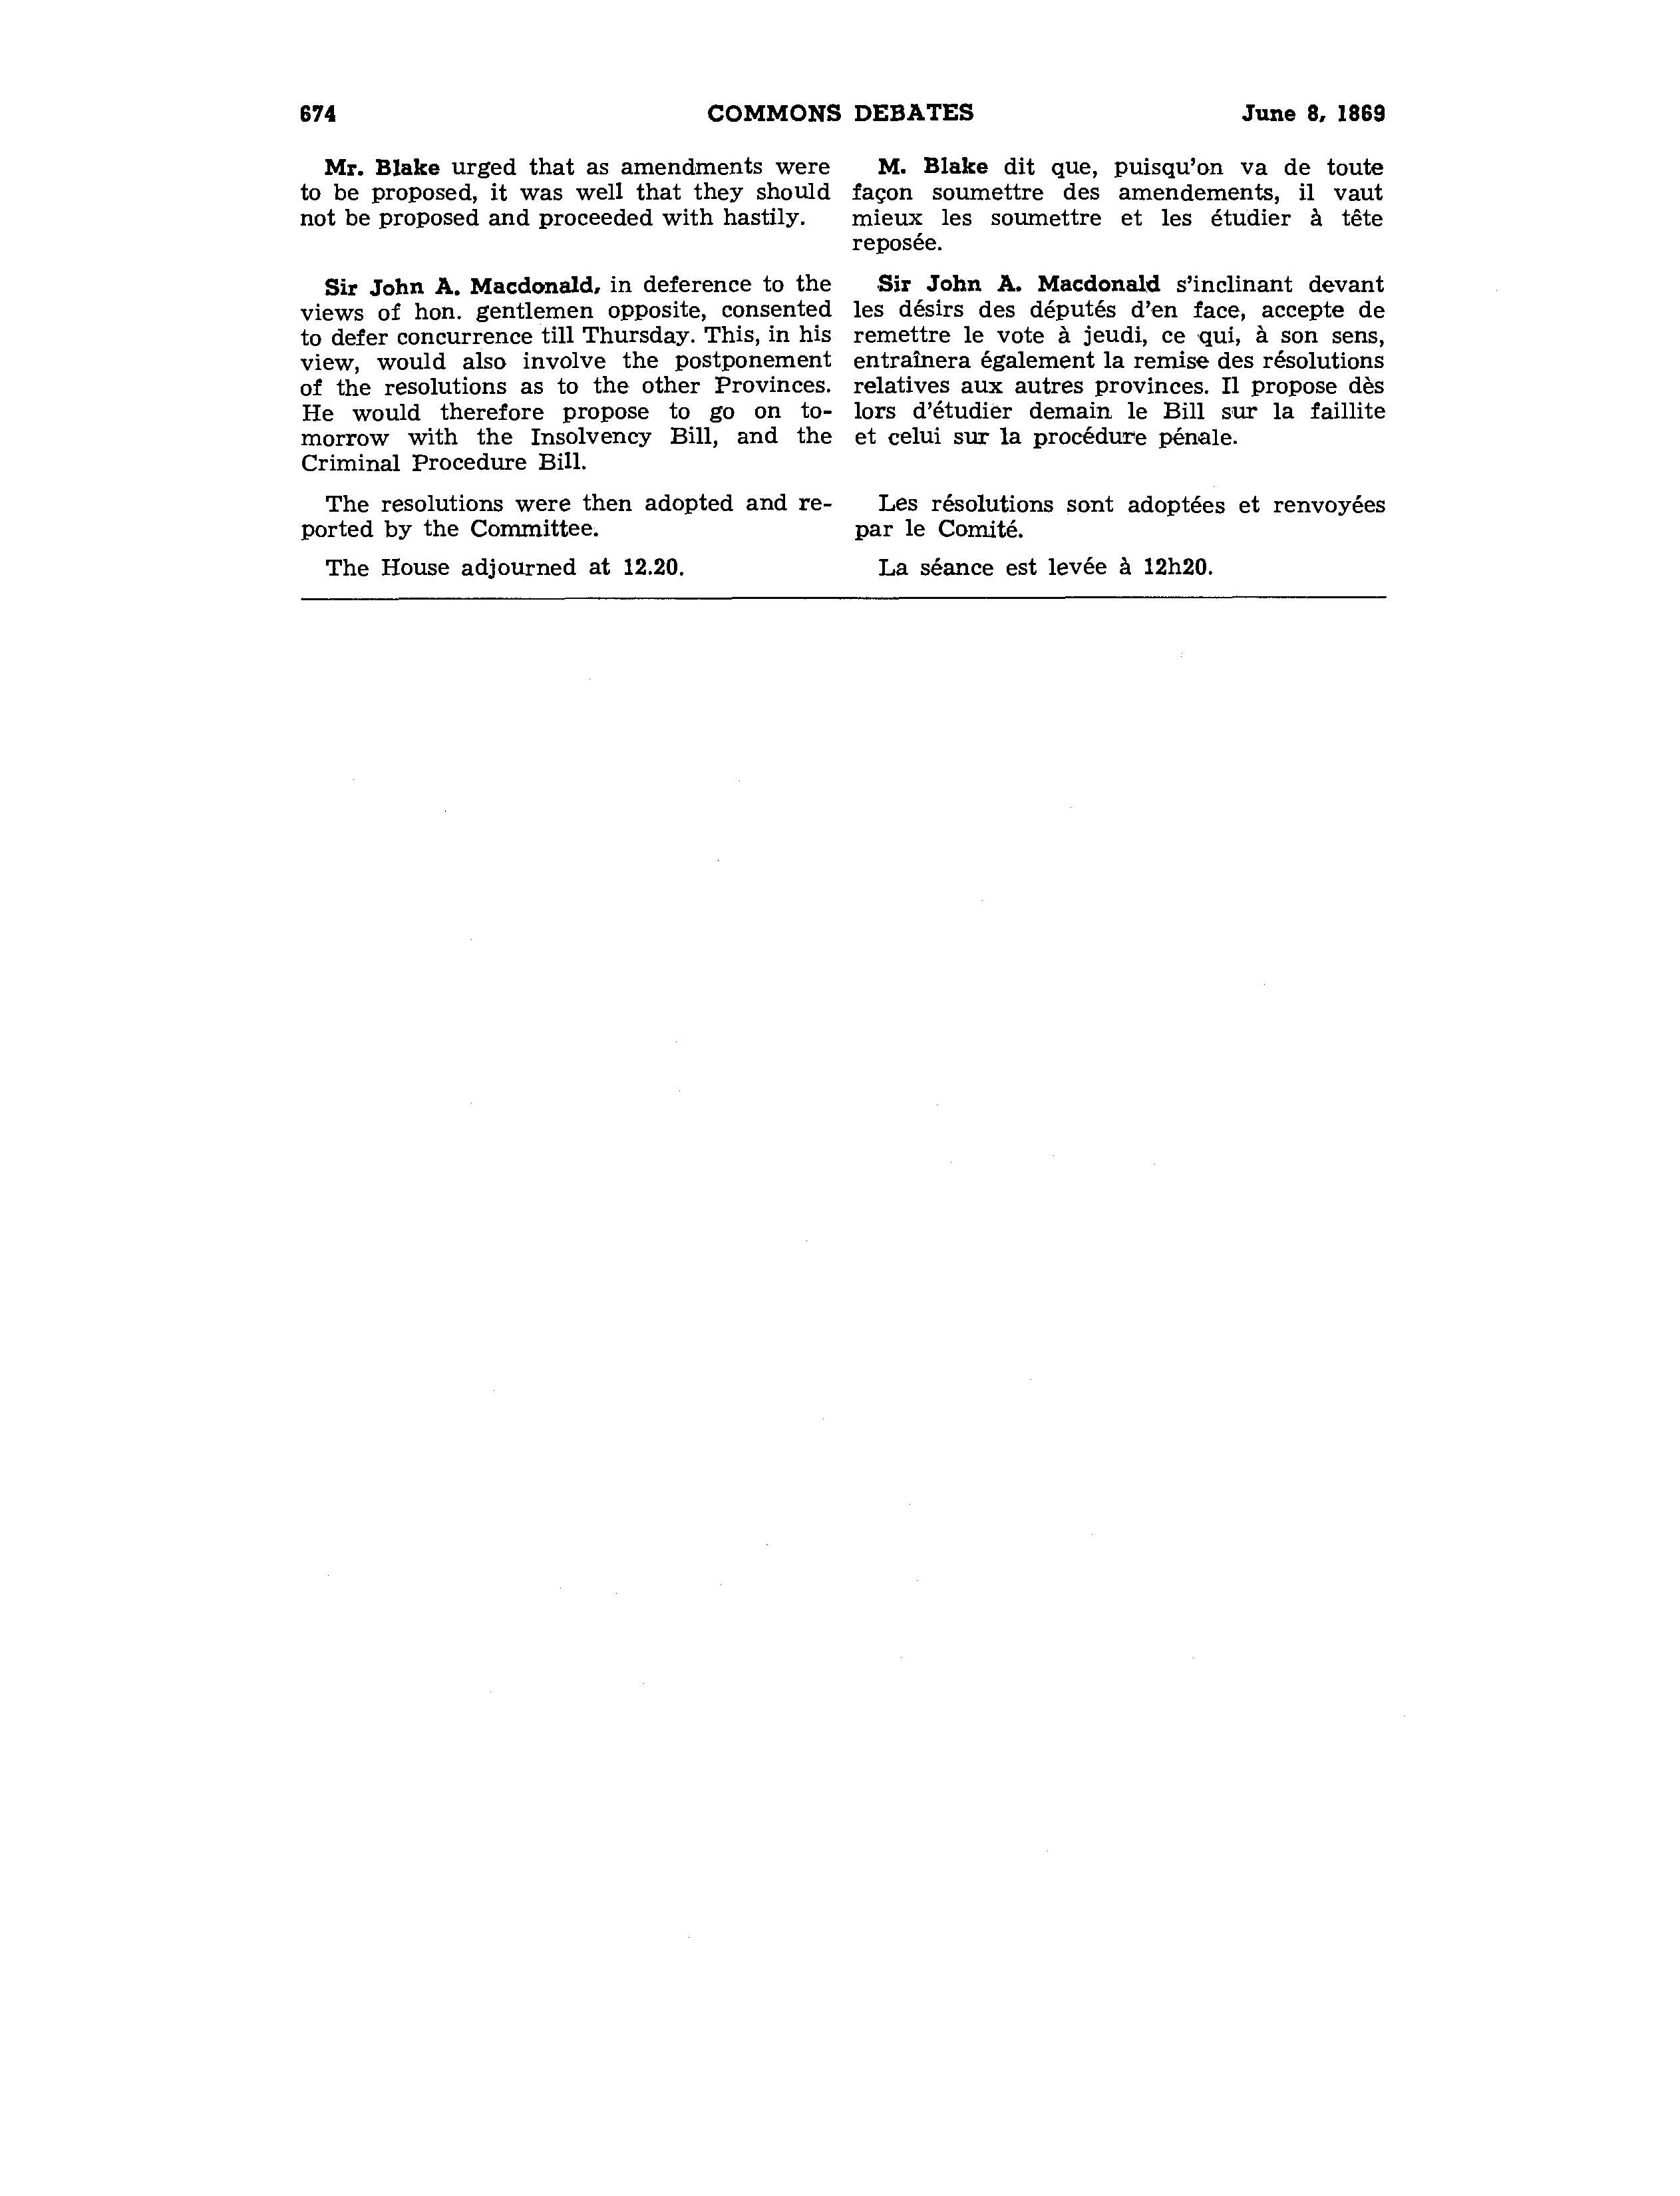 674 COMMONS DEBATES June 8, 1869
Mr. Blake urged that as amendments were
to be proposed, it was well that they should
not be proposed and proceeded with hastily.
Sir John A. Macdonald, in deference to the
views of hon. gentlemen opposite, consented
to defer concurrence till Thursday. This, in his
view, would also involve the postponement
of the resolutions as to the other Provinces.
He would therefore propose to go on to-
morrow with the Insolvency Bill, and the
Criminal Procedure Bill.
The resolutions were then adopted and re-
ported by the Committee.
The House adjourned at 12.20.
M. Blake dit que, puisqu'on va de toute
façon soumettre des amendements, il vaut
mieux les soumettre et les étudier à tête
reposée.
Sir John A. Macdonald s'inclinant devant
les désirs des députés d'en face, accepte de
remettre le vote à jeudi, ce qui, à son sens,
entraînera également la remise des résolutions
relatives aux autres provinces. Il propose dès
lors d'étudier demain le Bill sur la faillite
et celui sur la procédure pénale.
Les résolutions sont adoptées et renvoyées
par le Comité.
La séance est levée à 12h20.